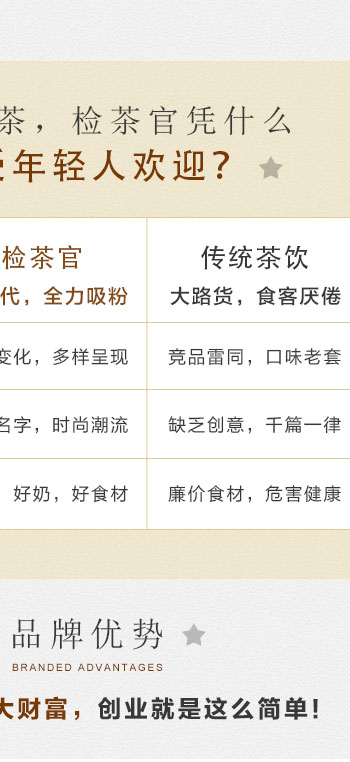 茶，检茶官凭什么
受年轻人欢迎？
检茶官 传统茶饮
代，全力吸粉 大路货，食客厌倦
变化，多样呈现 竞品雷同，口味老套
名字，时尚潮流 缺乏创意，千篇一律
好奶，好食材 廉价食材，危害健康
品牌优势
BRANDED ADVANTAGES
大财富，创业就是这么简单！